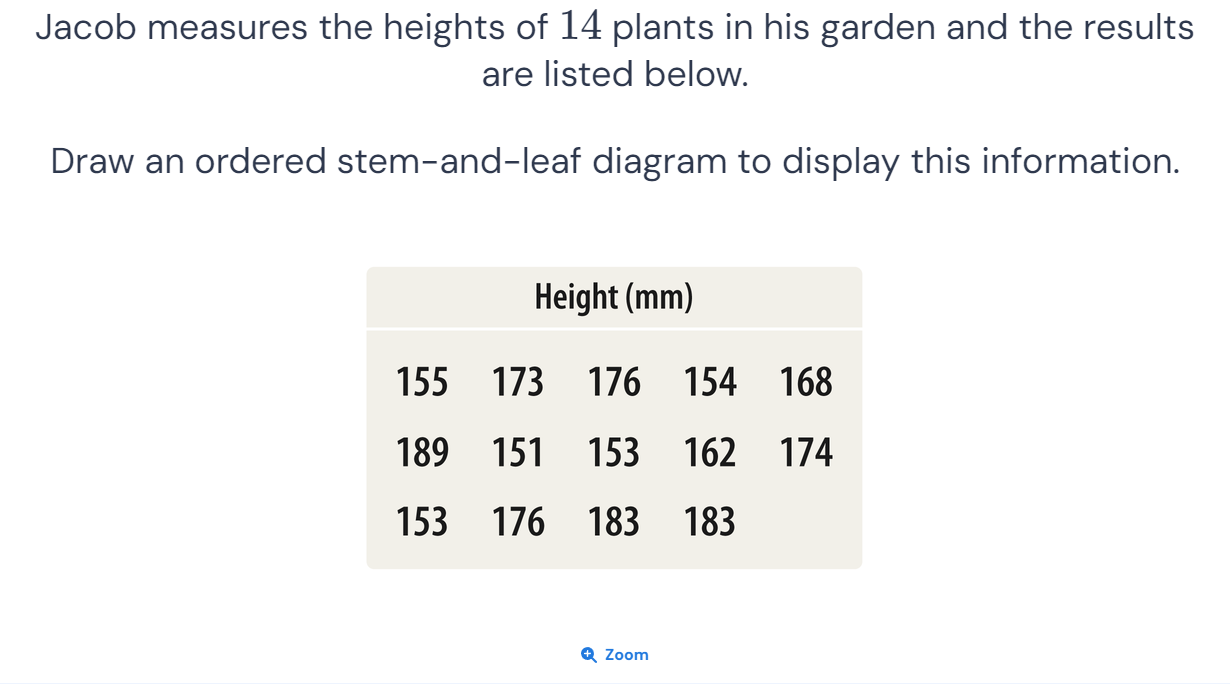 Jacob measures the heights of 14 plants in his garden and the results
are listed below.
Draw an ordered stem-and-leaf diagram to display this information.
Height (mm)
155 173 176 154 168
189 151 153 162 174
153 176 183 183
Zoom